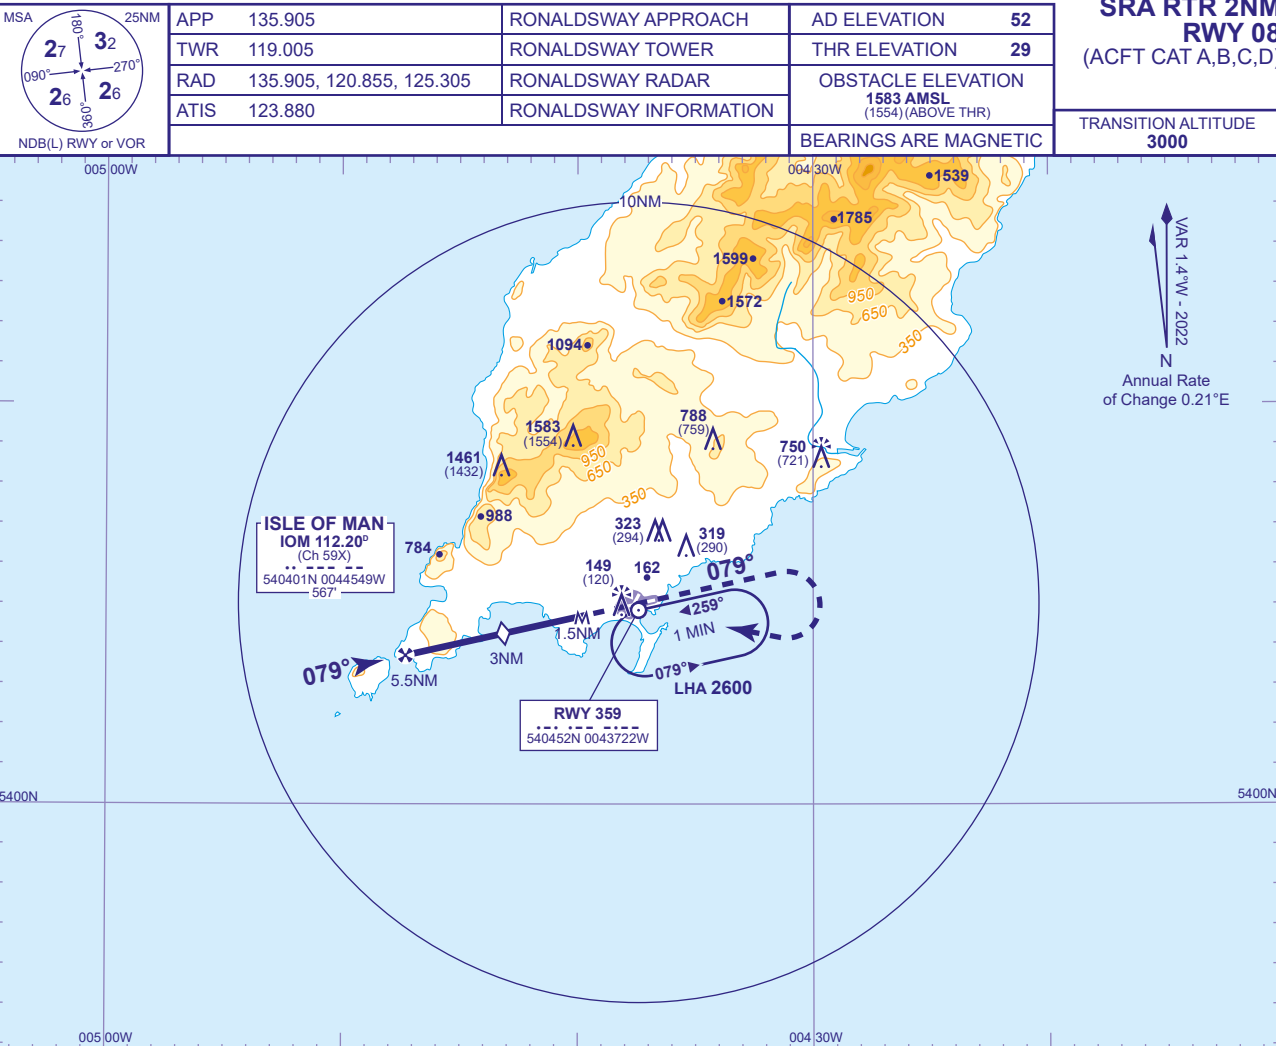 MSA 25NM
180°
27 32
090° 270°
26 26
360°
NDB(L) RWY or VOR
APP 135.905 RONALDSWAY APPROACH
TWR 119.005 RONALDSWAY TOWER
RAD 135.905, 120.855, 125.305 RONALDSWAY RADAR
ATIS 123.880 RONALDSWAY INFORMATION
AD ELEVATION 52
THR ELEVATION 29
OBSTACLE ELEVATION
1583 AMSL
(1554)(ABOVE THR)
BEARINGS ARE MAGNETIC
SRA RTR 2NM
RWY 08
(ACFT CAT A,B,C,D)
TRANSITION ALTITUDE
3000
005 00W
004 30W
1539
10NM
1785
1599
1572
950
650
350
VAR 1.4°W - 2022
N
Annual Rate
of Change 0.21°E
1094
1583
(1554)
788
(759)
750
(721)
1461
(1432)
950
650
350
988
784
ISLE OF MAN
IOM 112.20D
(Ch 59X)
540401N 0044549W
567'
323
(294)
319
(290)
149
(120)
162
079°
259°
1 MIN
079°
LHA 2600
1.5NM
3NM
5.5NM
079°
RWY 359
540452N 0043722W
5400N
5400N
005 00W
004 30W